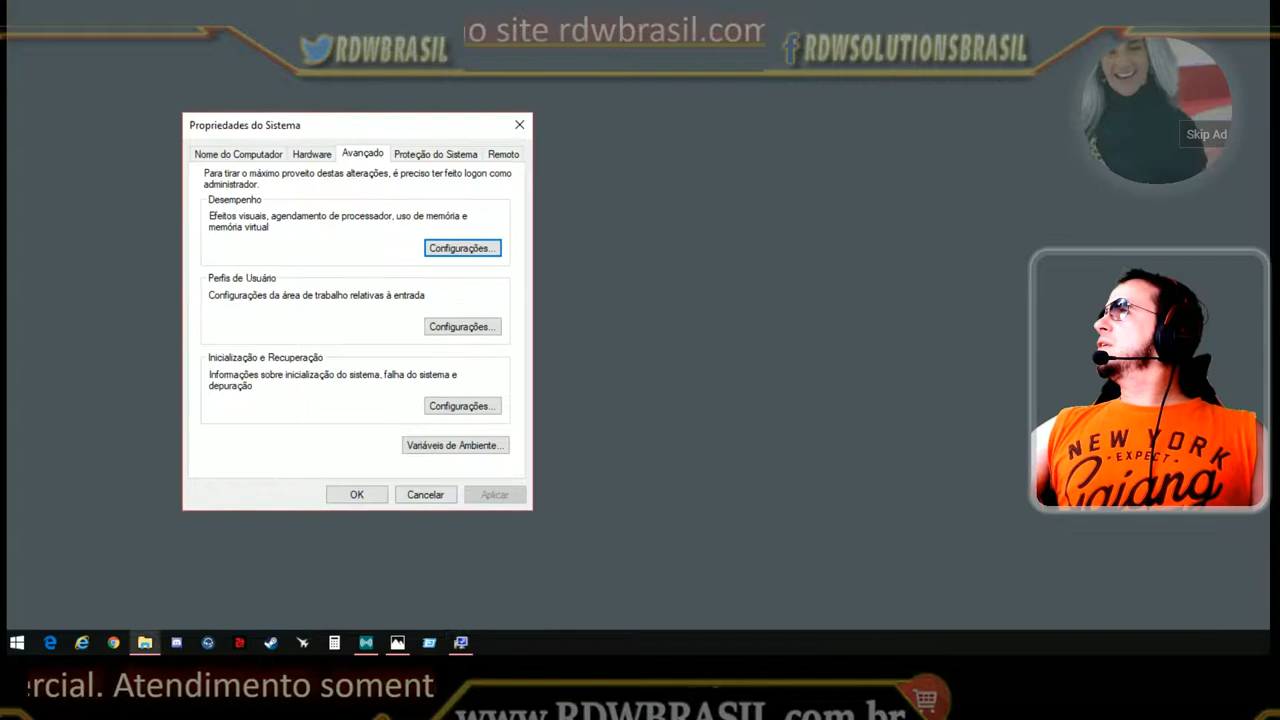 o site rdwbrasil.com
RDWBRASIL
RDWSOLUTIONSBRASIL
Skip Ad
Propriedades do Sistema
Nome do Computador
Hardware
Avançado
Proteção do Sistema
Remoto
Para tirar o máximo proveito destas alterações, é preciso ter feito logon como
administrador.
Desempenho
Efeitos visuais, agendamento de processador, uso de memória e
memória virtual
Configurações...
Perfis de Usuário
Configurações da área de trabalho relativas à entrada
Configurações...
Inicialização e Recuperação
Informações sobre inicialização do sistema, falha do sistema e
depuração
Configurações...
Variáveis de Ambiente...
OK
Cancelar
Aplicar
NEW YORK
-EXPECT-
rcial. Atendimento soment
www.RDWBRASIL.com.br